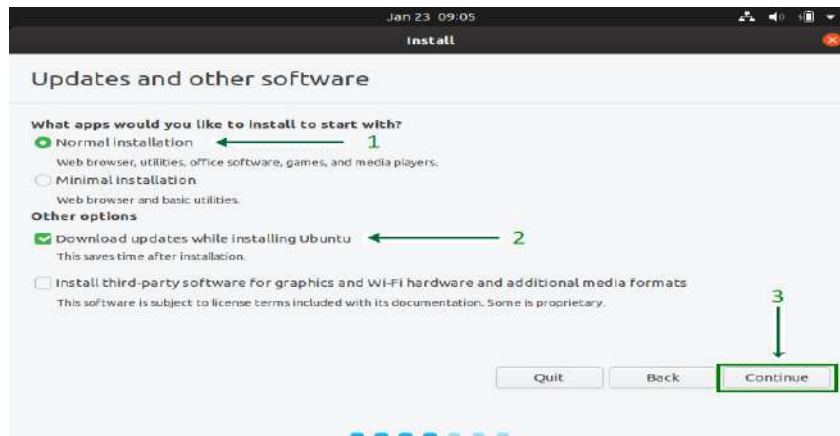 Jan 23 09:05
Install
Updates and other software
What apps would you like to install to start with?
Normal installation 1
Web browser, utilities, office software, games, and media players.
Minimal installation
Web browser and basic utilities.
Other options
Download updates while installing Ubuntu 2
This saves time after installation.
Install third-party software for graphics and Wi-Fi hardware and additional media formats
This software is subject to license terms included with its documentation. Some is proprietary.
3
Quit Back Continue